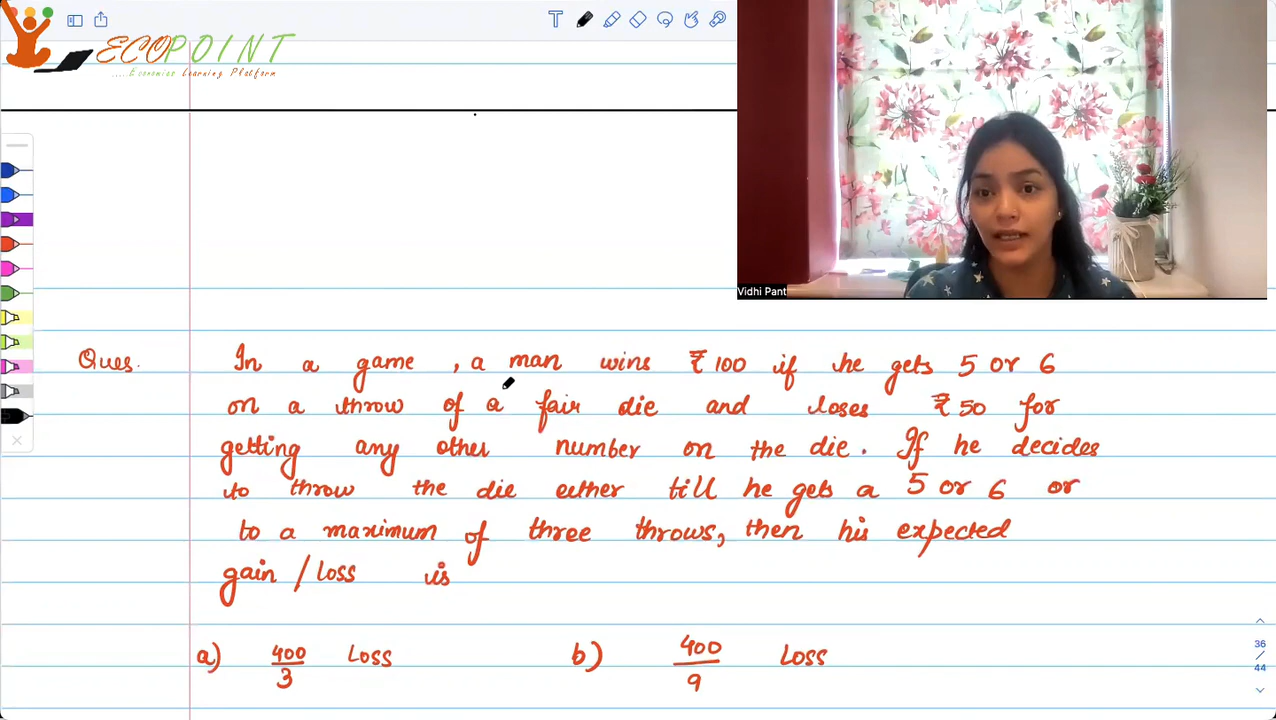 ECOPOINT
.....Economics Learning Platform
T
Vidhi Pant
Ques. In a game , a man wins ₹ 100 if he gets 5 or 6
on a throw of a fair die and loses ₹ 50 for
getting any other number on the die. If he decides
to throw the die either till he gets a 5 or 6 or
to a maximum of three throws, then his expected
gain / loss is
a) 400/3 Loss b) 400/9 Loss
36
/
44